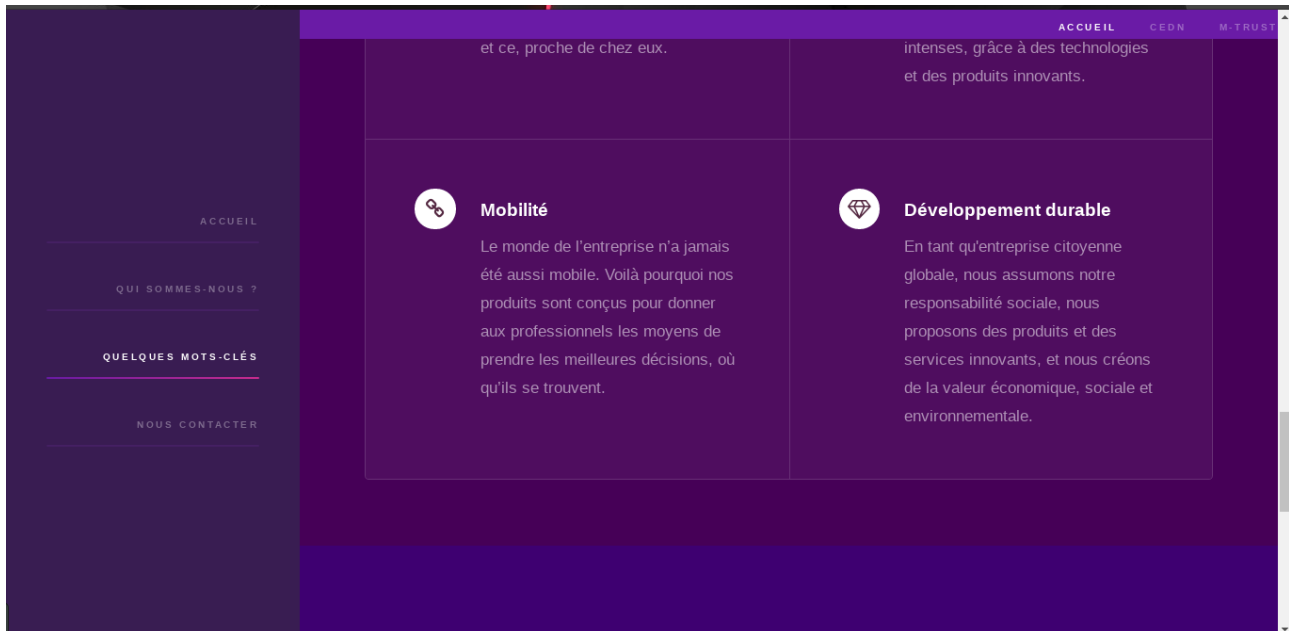 ACCUEIL CEDN M-TRUST
ACCUEIL
QUI SOMMES-NOUS ?
QUELQUES MOTS-CLÉS
NOUS CONTACTER
et ce, proche de chez eux.
intenses, grâce à des technologies
et des produits innovants.
Mobilité
Le monde de l’entreprise n’a jamais
été aussi mobile. Voilà pourquoi nos
produits sont conçus pour donner
aux professionnels les moyens de
prendre les meilleures décisions, où
qu’ils se trouvent.
Développement durable
En tant qu'entreprise citoyenne
globale, nous assumons notre
responsabilité sociale, nous
proposons des produits et des
services innovants, et nous créons
de la valeur économique, sociale et
environnementale.